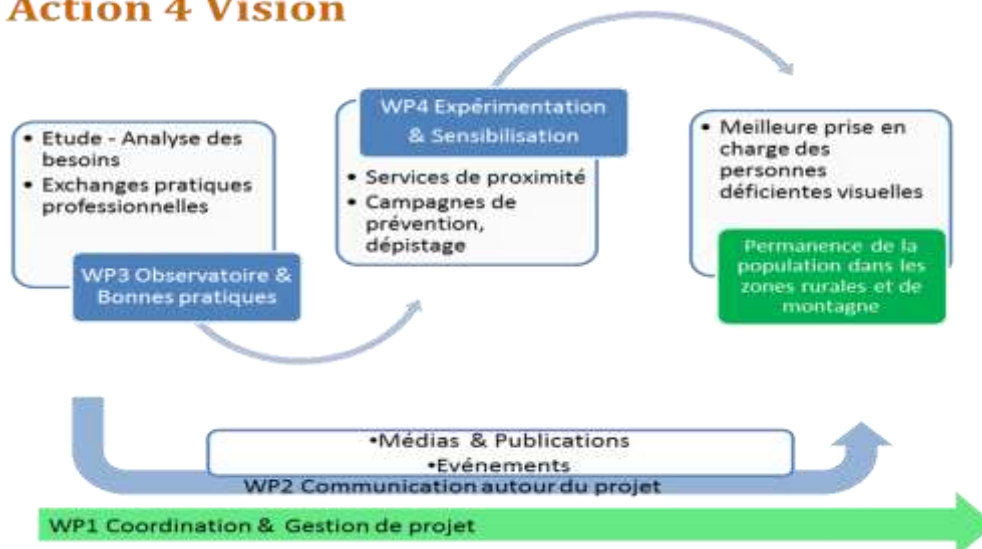 Action 4 Vision
• Etude - Analyse des
besoins
• Exchanges pratiques
professionnelles
WP3 Observatoire &
Bonnes pratiques
WP4 Expérimentation
& Sensibilisation
• Services de proximité
• Campagnes de
prévention,
dépistage
• Meilleure prise en
charge des
personnes
déficientes visuelles
Permanence de la
population dans les
zones rurales et de
montagne
•Médias & Publications
•Evénements
WP2 Communication autour du projet
WP1 Coordination & Gestion de projet